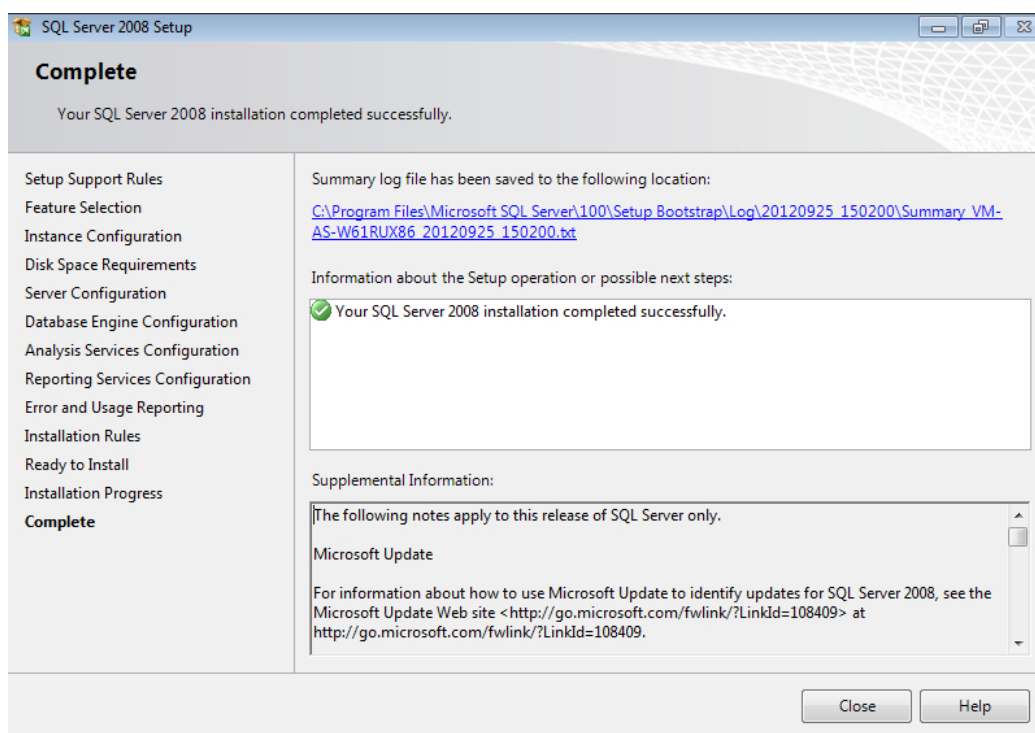 SQL Server 2008 Setup
Complete
Your SQL Server 2008 installation completed successfully.
Setup Support Rules
Feature Selection
Instance Configuration
Disk Space Requirements
Server Configuration
Database Engine Configuration
Analysis Services Configuration
Reporting Services Configuration
Error and Usage Reporting
Installation Rules
Ready to Install
Installation Progress
Complete
Summary log file has been saved to the following location:
C:\Program Files\Microsoft SQL Server\100\Setup Bootstrap\Log\20120925_150200\Summary_VM-
AS-W61RUX86_20120925_150200.txt
Information about the Setup operation or possible next steps:
Your SQL Server 2008 installation completed successfully.
Supplemental Information:
The following notes apply to this release of SQL Server only.
Microsoft Update
For information about how to use Microsoft Update to identify updates for SQL Server 2008, see the
Microsoft Update Web site <http://go.microsoft.com/fwlink/?LinkId=108409> at
http://go.microsoft.com/fwlink/?LinkId=108409.
Close
Help